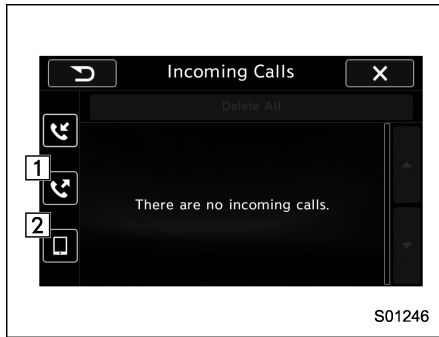 Incoming Calls
Delete All
1
There are no incoming calls.
2
S01246